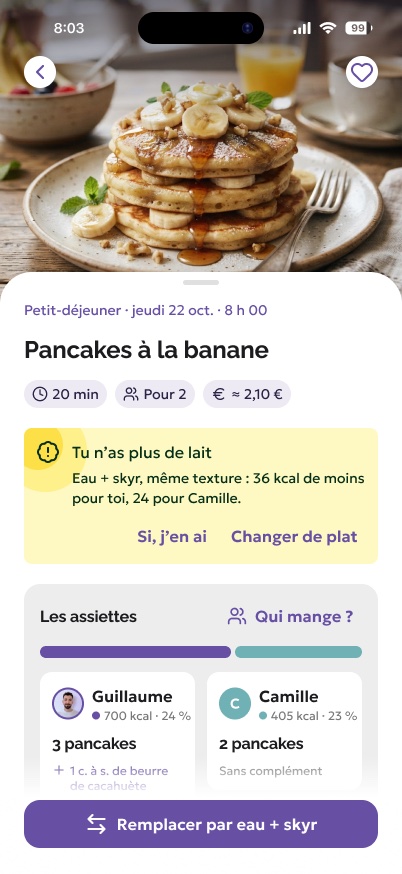 8:03
99
Petit-déjeuner · jeudi 22 oct. · 8 h 00
Pancakes à la banane
20 min
Pour 2
€ ≈ 2,10 €
Tu n’as plus de lait
Eau + skyr, même texture : 36 kcal de moins
pour toi, 24 pour Camille.
Si, j’en ai
Changer de plat
Les assiettes
Qui mange ?
Guillaume
700 kcal · 24 %
3 pancakes
+ 1 c. à s. de beurre
de cacahuète
C
Camille
405 kcal · 23 %
2 pancakes
Sans complément
Remplacer par eau + skyr